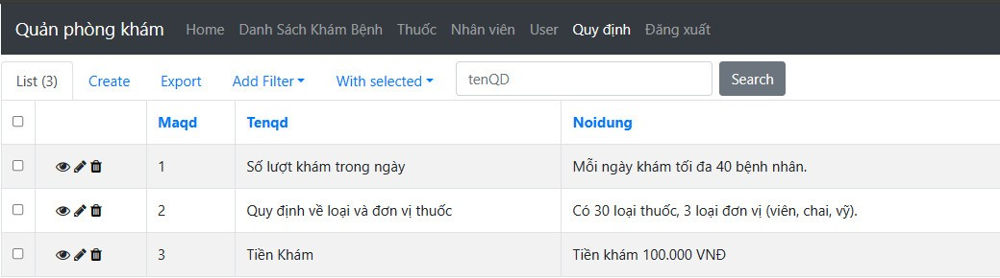 Quản phòng khám Home Danh Sách Khám Bệnh Thuốc Nhân viên User Quy định Đăng xuất
List (3) Create Export Add Filter With selected tenQD Search
Maqd Tenqd Noidung
1 Số lượt khám trong ngày Mỗi ngày khám tối đa 40 bệnh nhân.
2 Quy định về loại và đơn vị thuốc Có 30 loại thuốc, 3 loại đơn vị (viên, chai, vỹ).
3 Tiền Khám Tiền khám 100.000 VNĐ